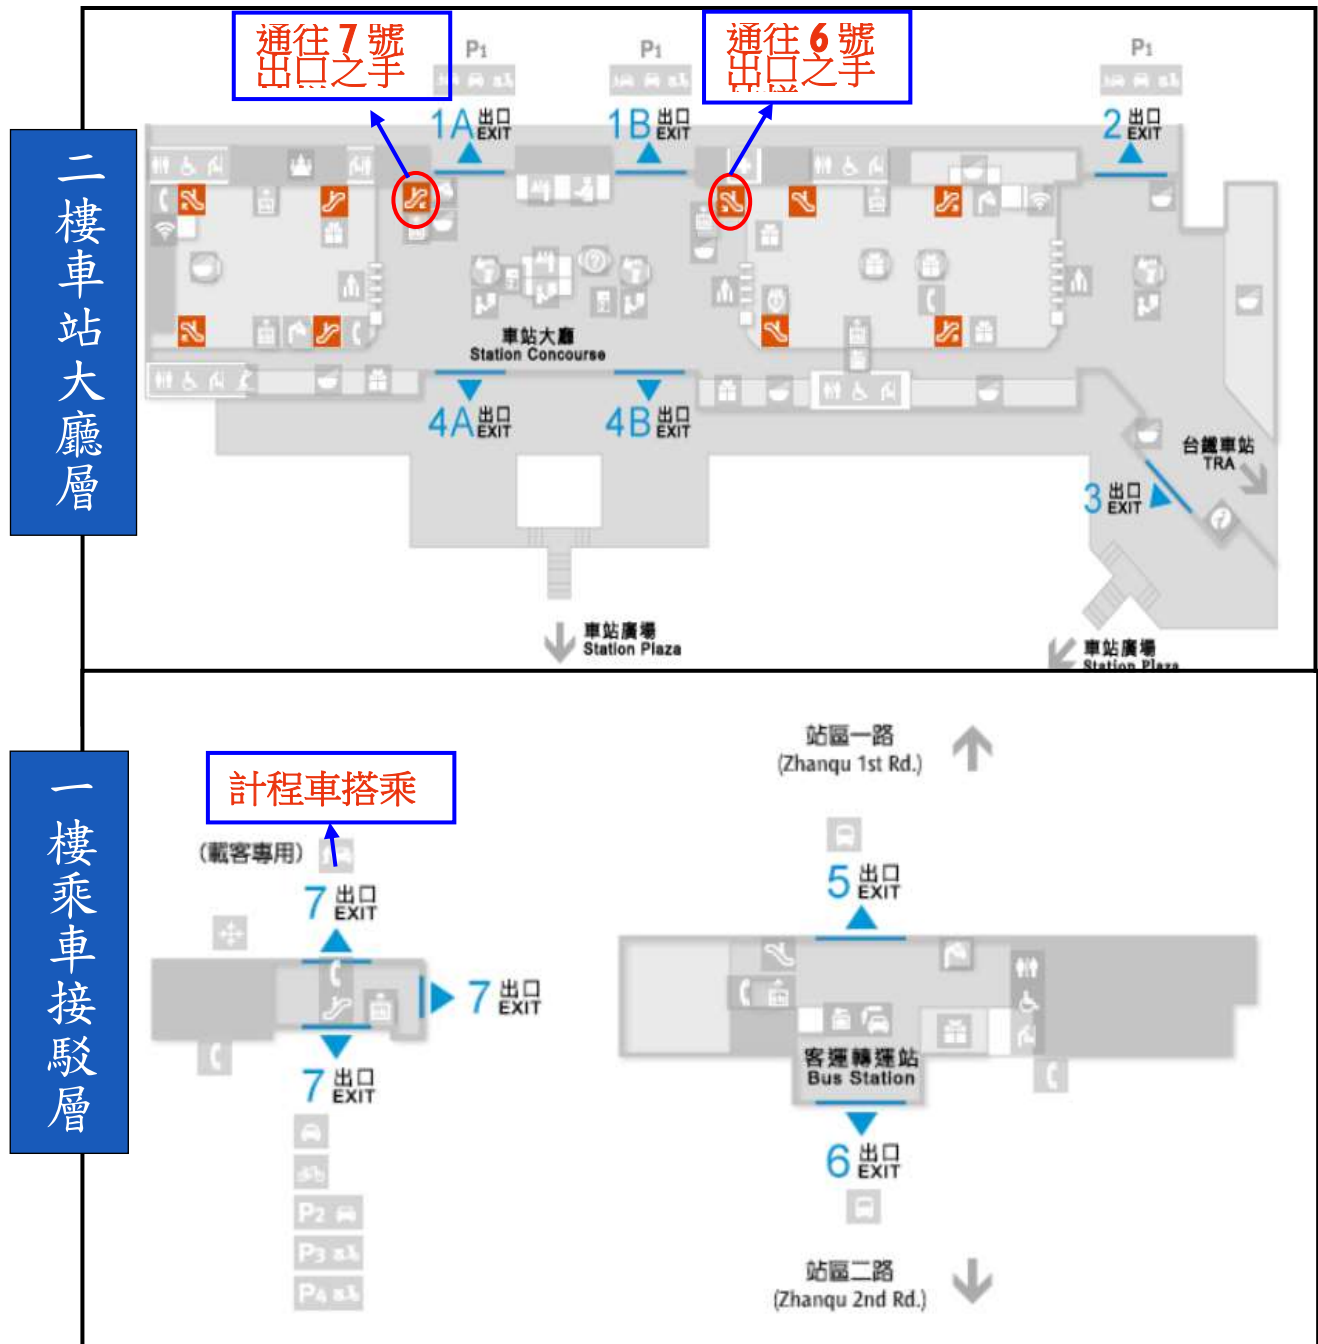 通往 7 號
出口之手
通往 6 號
出口之手
P1
P1
P1
1A 出口 EXIT
1B 出口 EXIT
2 出口 EXIT
二樓車站大廳層
車站大廳
Station Concourse
4A 出口 EXIT
4B 出口 EXIT
台鐵車站
TRA
3 出口 EXIT
車站廣場
Station Plaza
車站廣場
Station Plaza
一樓乘車接駁層
計程車搭乘
(載客專用)
7 出口 EXIT
7 出口 EXIT
7 出口 EXIT
P2
P3
P4
站區一路
(Zhanqu 1st Rd.)
5 出口 EXIT
客運轉運站
Bus Station
6 出口 EXIT
站區二路
(Zhanqu 2nd Rd.)